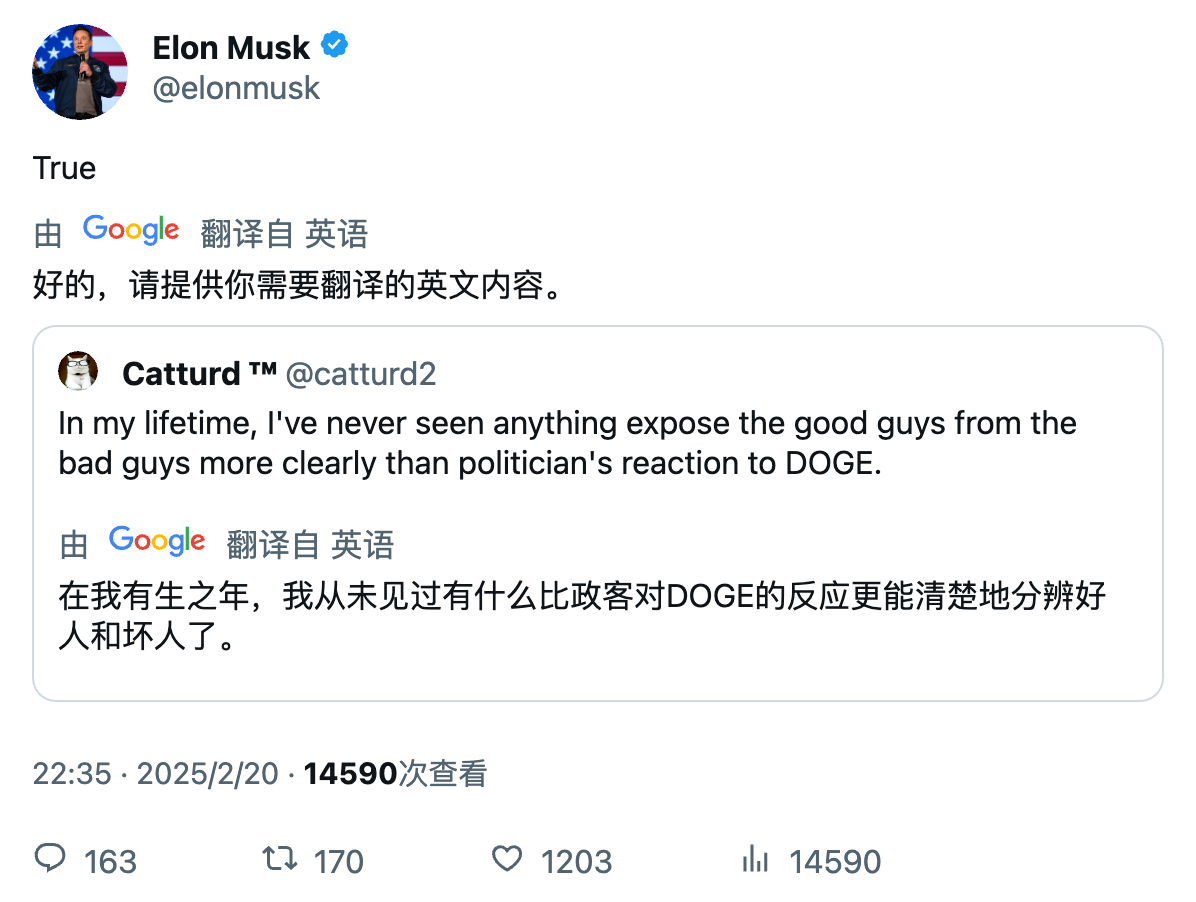 Elon Musk
@elonmusk
True
由 Google 翻译自 英语
好的，请提供你需要翻译的英文内容。
Catturd ™ @catturd2
In my lifetime, I've never seen anything expose the good guys from the
bad guys more clearly than politician's reaction to DOGE.
由 Google 翻译自 英语
在我有生之年，我从未见过有什么比政客对DOGE的反应更能清楚地分辨好
人和坏人了。
22:35 · 2025/2/20 · 14590次查看
163 170 1203 14590